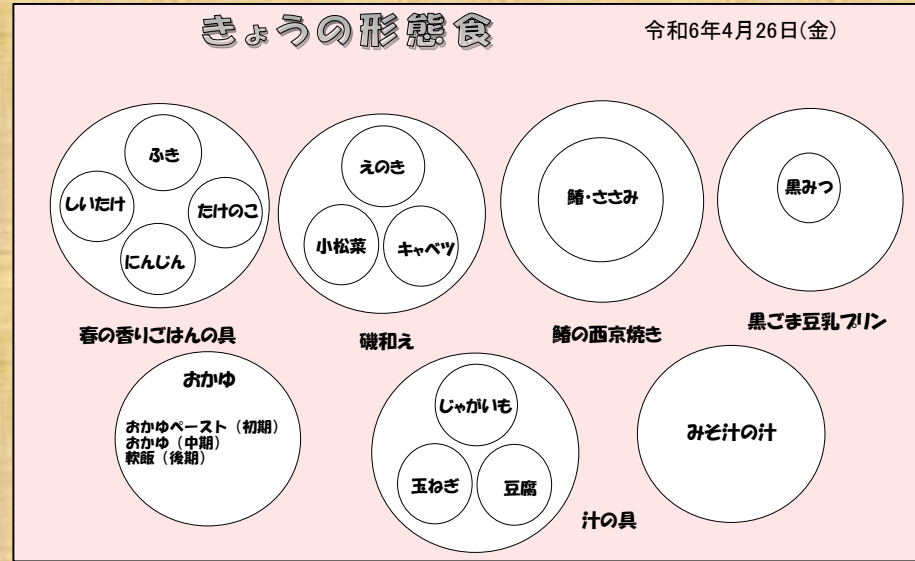 きょうの形態食
令和6年4月26日(金)
ふき
しいたけ
たけのこ
にんじん
春の香りごはんの具
えのき
小松菜
キャベツ
磯和え
鰆・ささみ
鰆の西京焼き
黒みつ
黒ごま豆乳プリン
おかゆ
おかゆペースト（初期）
おかゆ（中期）
軟飯（後期）
じゃがいも
玉ねぎ
豆腐
汁の具
みそ汁の汁